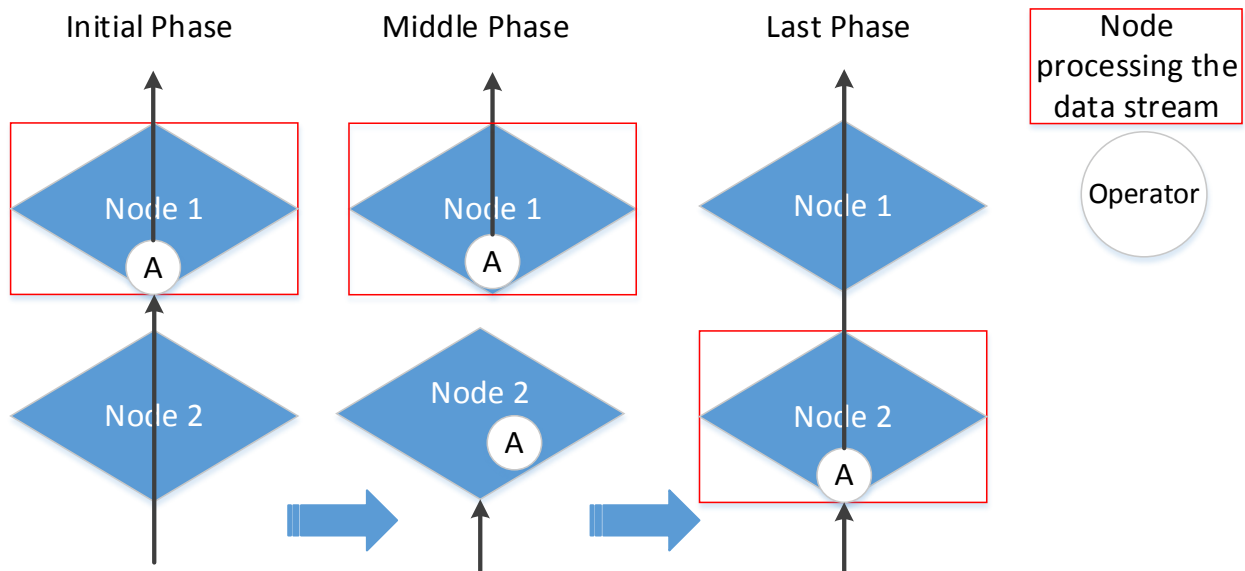 Initial Phase
Middle Phase
Last Phase
Node
processing the
data stream
Node 1
A
Node 2
Node 1
A
Node 2
A
Node 1
Node 2
A
Operator